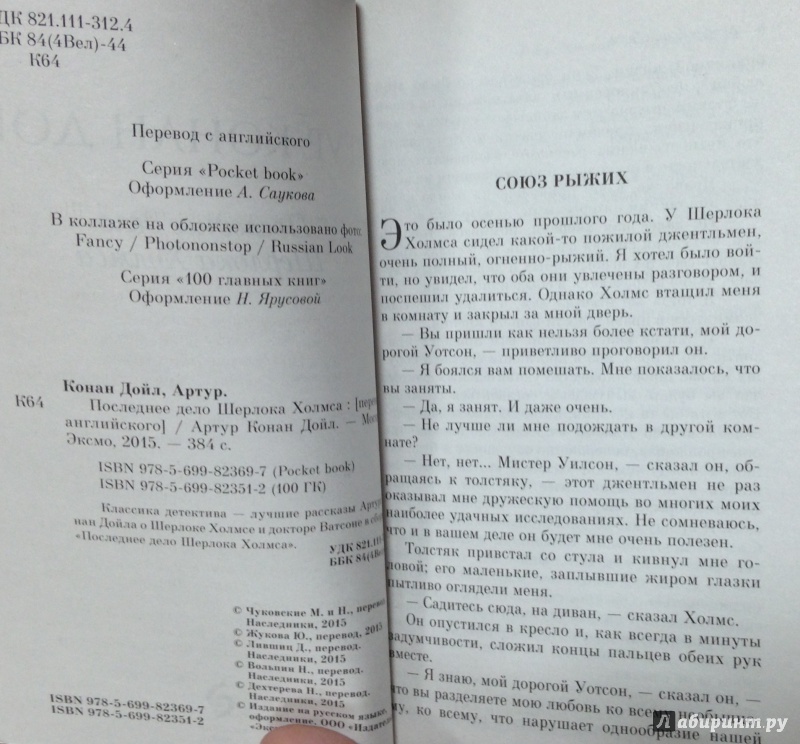 УДК 821.111-312.4
ББК 84(4Вел)-44
К64
Перевод с английского
Серия «Pocket book»
Оформление А. Саукова
В коллаже на обложке использовано фото:
Fancy / Photononstop / Russian Look
Серия «100 главных книг»
Оформление Н. Ярусовой
Конан Дойл, Артур.
К64 Последнее дело Шерлока Холмса : [перев
английского] / Артур Конан Дойл. — Мос
Эксмо, 2015. — 384 с.
ISBN 978-5-699-82369-7 (Pocket book)
ISBN 978-5-699-82351-2 (100 ГК)
Классика детектива — лучшие рассказы Артур
нан Дойла о Шерлоке Холмсе и докторе Ватсоне в сбор
«Последнее дело Шерлока Холмса».
УДК 821.111
ББК 84(4Вел
© Чуковские М. и Н., перевод.
Наследники, 2015
© Жукова Ю., перевод, 2015
© Лившиц Д., перевод.
Наследники, 2015
© Вольпин Н., перевод.
Наследники, 2015
© Дехтерева Н., перевод.
Наследники, 2015
© Издание на русском языке,
оформление, ООО «Издател
«Экс
ISBN 978-5-699-82369-7
ISBN 978-5-699-82351-2
СОЮЗ РЫЖИХ
Это было осенью прошлого года. У Шерлока
Холмса сидел какой-то пожилой джентльмен,
очень полный, огненно-рыжий. Я хотел было вой-
ти, но увидел, что оба они увлечены разговором, и
поспешил удалиться. Однако Холмс втащил меня
в комнату и закрыл за мной дверь.
— Вы пришли как нельзя более кстати, мой до-
рогой Уотсон, — приветливо проговорил он.
— Я боялся вам помешать. Мне показалось, что
вы заняты.
— Да, я занят. И даже очень.
— Не лучше ли мне подождать в другой ком-
нате?
— Нет, нет... Мистер Уилсон, — сказал он, об-
ращаясь к толстяку, — этот джентльмен не раз
оказывал мне дружескую помощь во многих моих
наиболее удачных исследованиях. Не сомневаюсь,
что и в вашем деле он будет мне очень полезен.
Толстяк привстал со стула и кивнул мне го-
ловой; его маленькие, заплывшие жиром глазки
пытливо оглядели меня.
— Садитесь сюда, на диван, — сказал Холмс.
Он опустился в кресло и, как всегда в минуты
задумчивости, сложил концы пальцев обеих рук
вместе.
— Я знаю, мой дорогой Уотсон, — сказал он, —
что вы разделяете мою любовь ко всему
му, ко всему, что нарушает однообразие нашей
лабиринт.ру